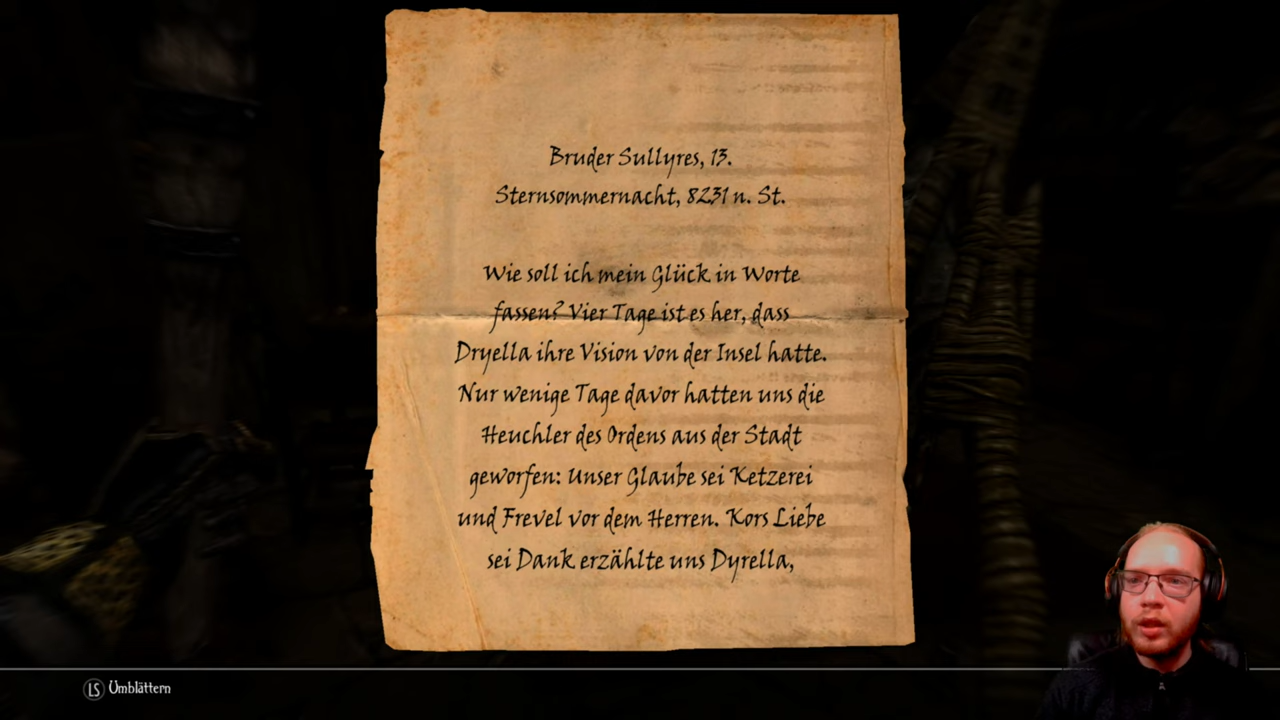 Bruder Sullyres, 13.
Sternsommernacht, 8231 n. St.
Wie soll ich mein Glück in Worte
fassen? Vier Tage ist es her, dass
Dryella ihre Vision von der Insel hatte.
Nur wenige Tage davor hatten uns die
Heuchler des Ordens aus der Stadt
geworfen: Unser Glaube sei Ketzerei
und Frevel vor dem Herren. Kors Liebe
sei Dank erzählte uns Dyrella,
LS Umblättern